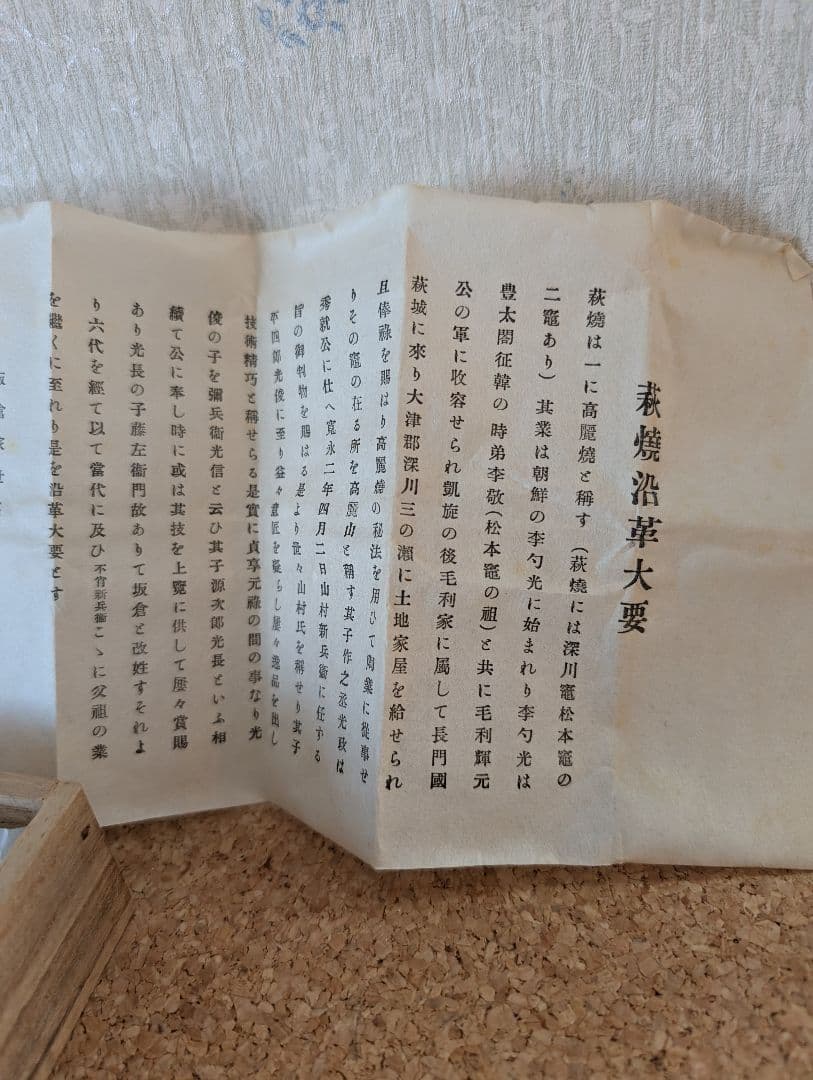 萩燒沿革大要
萩燒は一に高麗燒と稱す（萩燒には深川竈松本竈の
二竈あり）其業は朝鮮の李勺光に始まれり李勺光は
豊太閤征韓の時弟李敬（松本竈の祖）と共に毛利輝元
公の軍に收容せられ凱旋の後毛利家に屬して長門國
萩城に來り大津郡深川三の瀨に土地家屋を給せられ
且俸祿を賜はり高麗燒の秘法を用ひて陶業に從事せ
りその竈の在る所を高麗山と稱す其子作之丞光政は
秀就公に仕へ寬永二年四月二日山村新兵衞に任する
旨の御判物を賜はる是より世々山村氏を稱せり其子
平四郎光俊に至り益々意匠を凝らし屢々逸品を出し
技術精巧と稱せらる是實に貞享元祿の間の事なり光
俊の子を彌兵衞光信と云ひ其子源次郎光長といふ相
續て公に奉し時に或は其技を上覽に供して屢々賞賜
あり光長の子藤左衞門故ありて坂倉と改姓すそれよ
り六代を經て以て當代に及ひ不肖新兵衞こゝに父祖の業
を繼くに至れり是を沿革大要とす